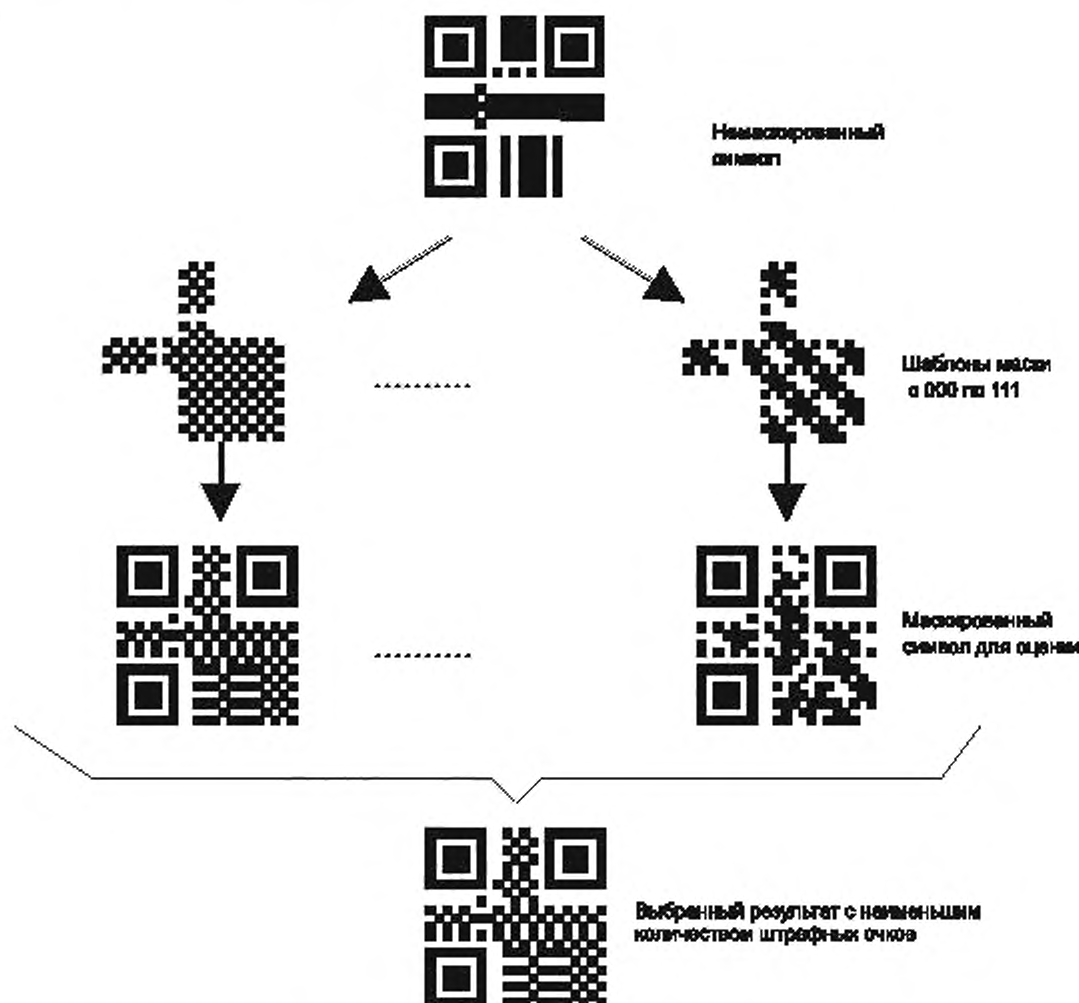 Немаскированный
символ
Шаблоны маски
с 000 по 111
Маскированный
символ для оценки
Выбранный результат с наименьшим
количеством штрафных очков